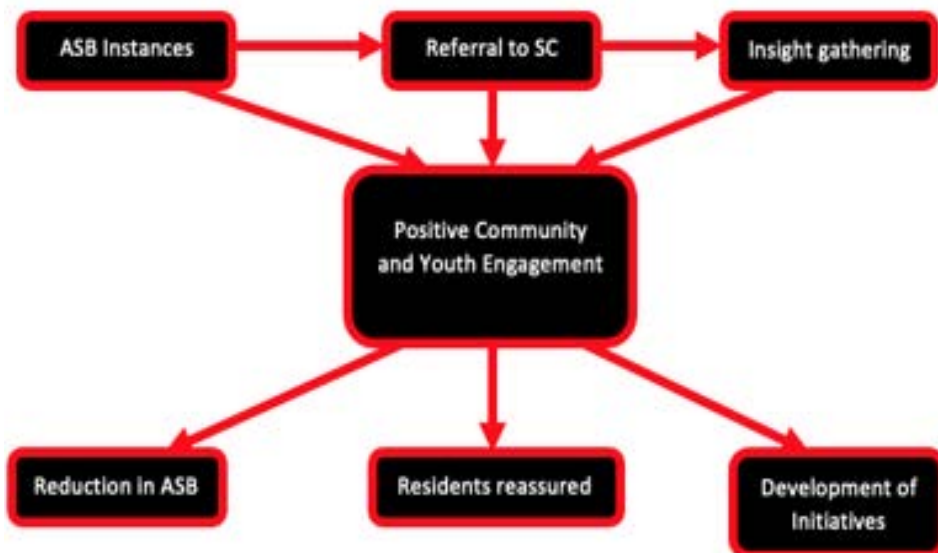 ASB Instances
Referral to SC
Insight gathering
Positive Community
and Youth Engagement
Reduction in ASB
Residents reassured
Development of
Initiatives